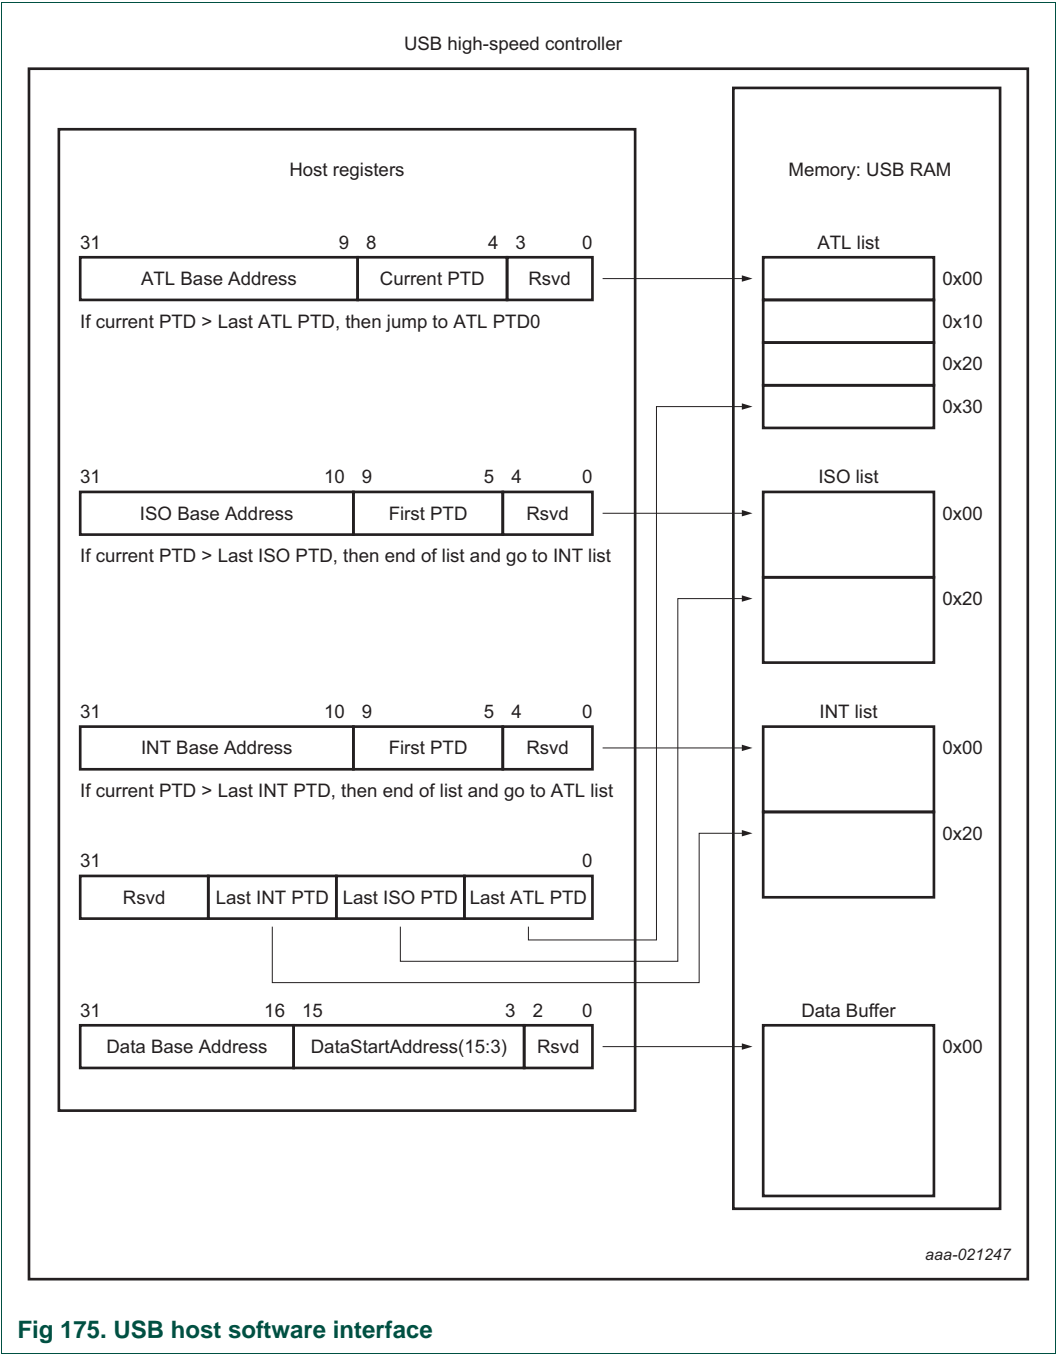 USB high-speed controller
Host registers
Memory: USB RAM
31 9 8 4 3 0
ATL list
ATL Base Address Current PTD Rsvd
0x00
If current PTD > Last ATL PTD, then jump to ATL PTD0
0x10
0x20
0x30
31 10 9 5 4 0
ISO list
ISO Base Address First PTD Rsvd
0x00
If current PTD > Last ISO PTD, then end of list and go to INT list
0x20
31 10 9 5 4 0
INT list
INT Base Address First PTD Rsvd
0x00
If current PTD > Last INT PTD, then end of list and go to ATL list
0x20
31 0
Rsvd Last INT PTD Last ISO PTD Last ATL PTD
31 16 15 3 2 0
Data Buffer
Data Base Address DataStartAddress(15:3) Rsvd
0x00
aaa-021247
Fig 175. USB host software interface